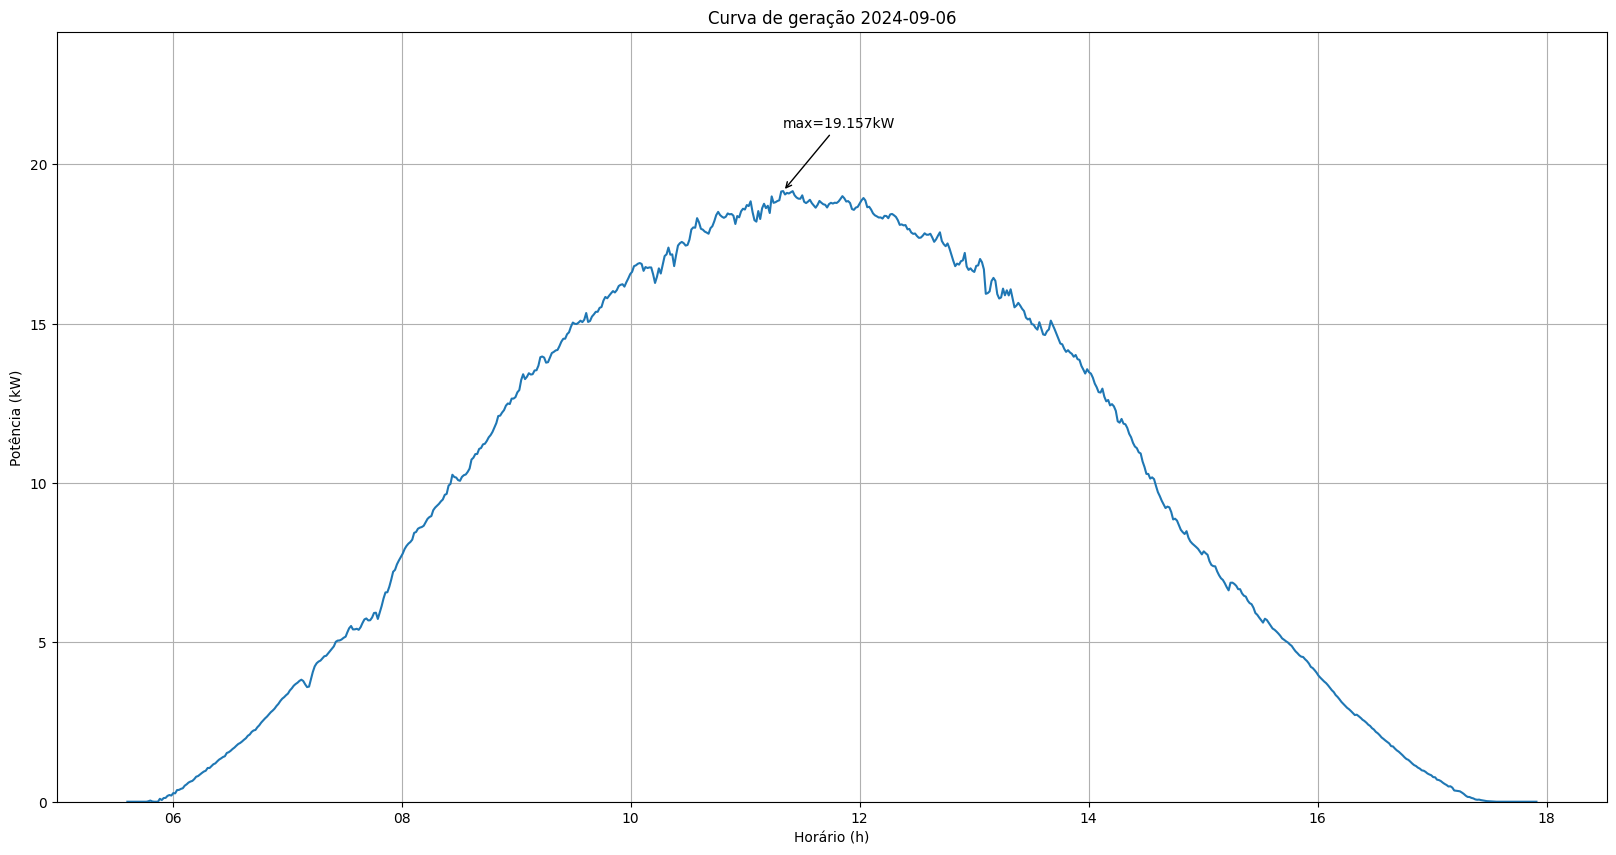 Curva de geração 2024-09-06
max=19.157kW
20
15
10
5
0
Potência (kW)
06 08 10 12 14 16 18
Horário (h)